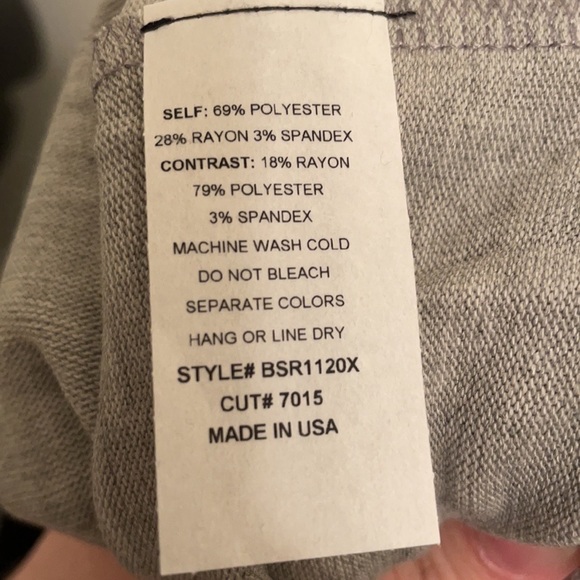 SELF: 69% POLYESTER
28% RAYON 3% SPANDEX
CONTRAST: 18% RAYON
79% POLYESTER
3% SPANDEX
MACHINE WASH COLD
DO NOT BLEACH
SEPARATE COLORS
HANG OR LINE DRY
STYLE# BSR1120X
CUT# 7015
MADE IN USA